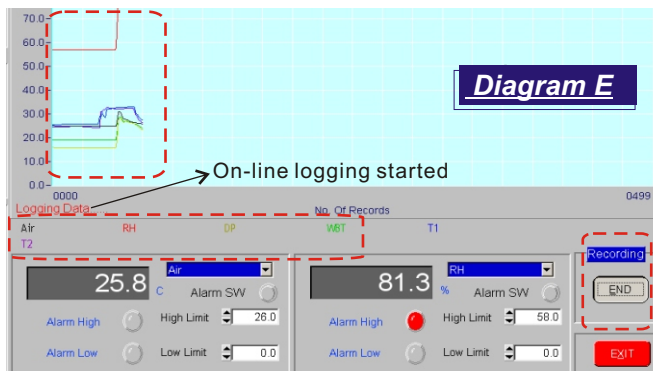 70.0
60.0
50.0
40.0
Diagram E
30.0
20.0
10.0
0.0
On-line logging started
0000
0499
Logging Data......
No. Of Records
Air RH DP WBT T1
T2
Recording
25.8 C Air
Alarm SW
81.3 % RH
Alarm SW
END
Alarm High High Limit 26.0
Alarm High High Limit 58.0
Alarm Low Low Limit 0.0
Alarm Low Low Limit 0.0
EXIT